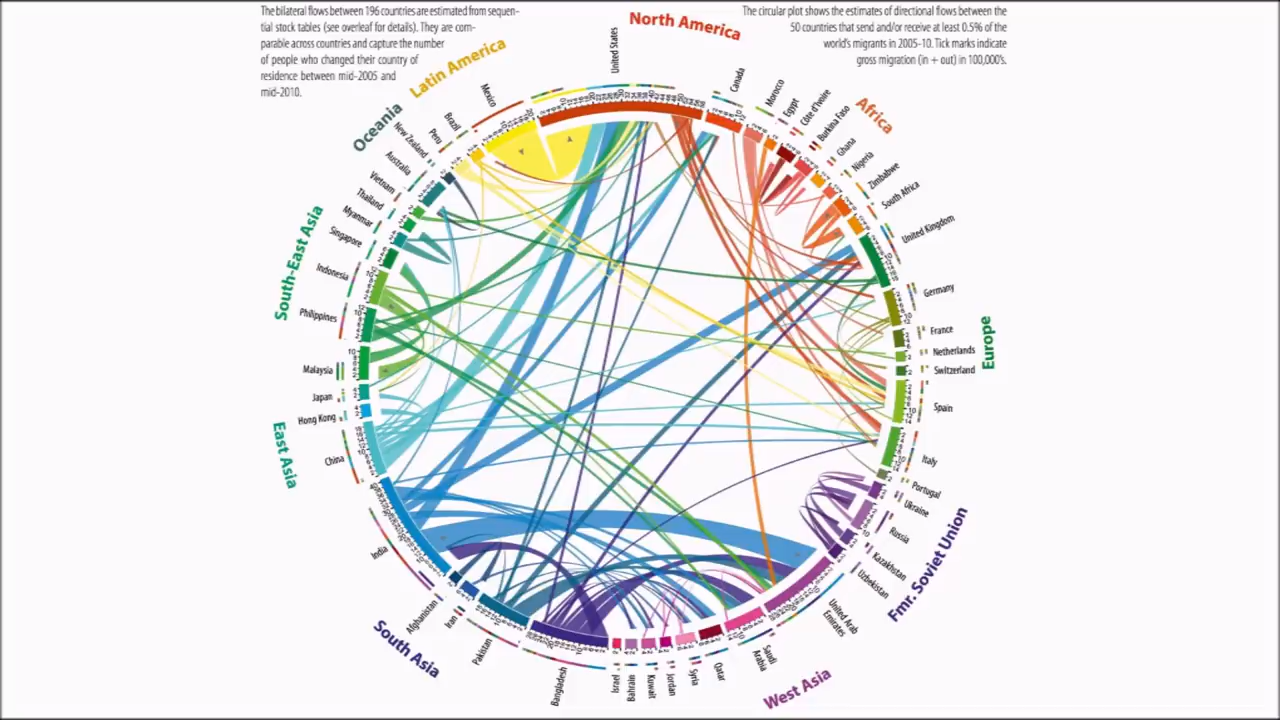 The bilateral flows between 196 countries are estimated from sequen-
tial stock tables (see overleaf for details). They are com-
parable across countries and capture the number
of people who changed their country of
residence between mid-2005 and
mid-2010.
The circular plot shows the estimates of directional flows between the
50 countries that send and/or receive at least 0.5% of the
world's migrants in 2005-10. Tick marks indicate
gross migration (in + out) in 100,000's.
North America
United States
Canada
Africa
Morocco
Egypt
Côte d'Ivoire
Burkina Faso
Ghana
Nigeria
Zimbabwe
South Africa
Europe
United Kingdom
Germany
France
Netherlands
Switzerland
Spain
Italy
Portugal
Fmr. Soviet Union
Ukraine
Russia
Kazakhstan
Uzbekistan
West Asia
United Arab
Emirates
Saudi
Arabia
Qatar
Syria
Jordan
Kuwait
Bahrain
Israel
South Asia
Bangladesh
Pakistan
Iran
Afghanistan
India
East Asia
China
Hong Kong
Japan
South-East Asia
Malaysia
Philippines
Indonesia
Singapore
Myanmar
Thailand
Vietnam
Oceania
Australia
New Zealand
Latin America
Peru
Brazil
Mexico